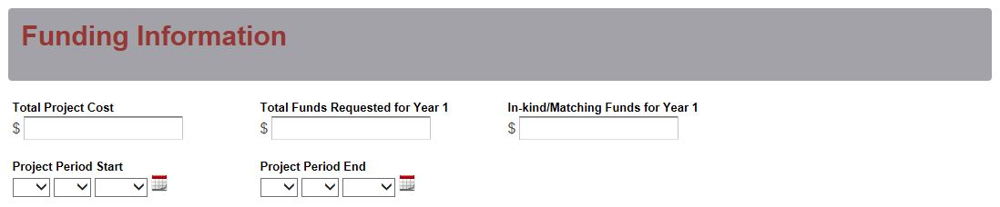 Funding Information
Total Project Cost Total Funds Requested for Year 1 In-kind/Matching Funds for Year 1
$ $ $
Project Period Start Project Period End